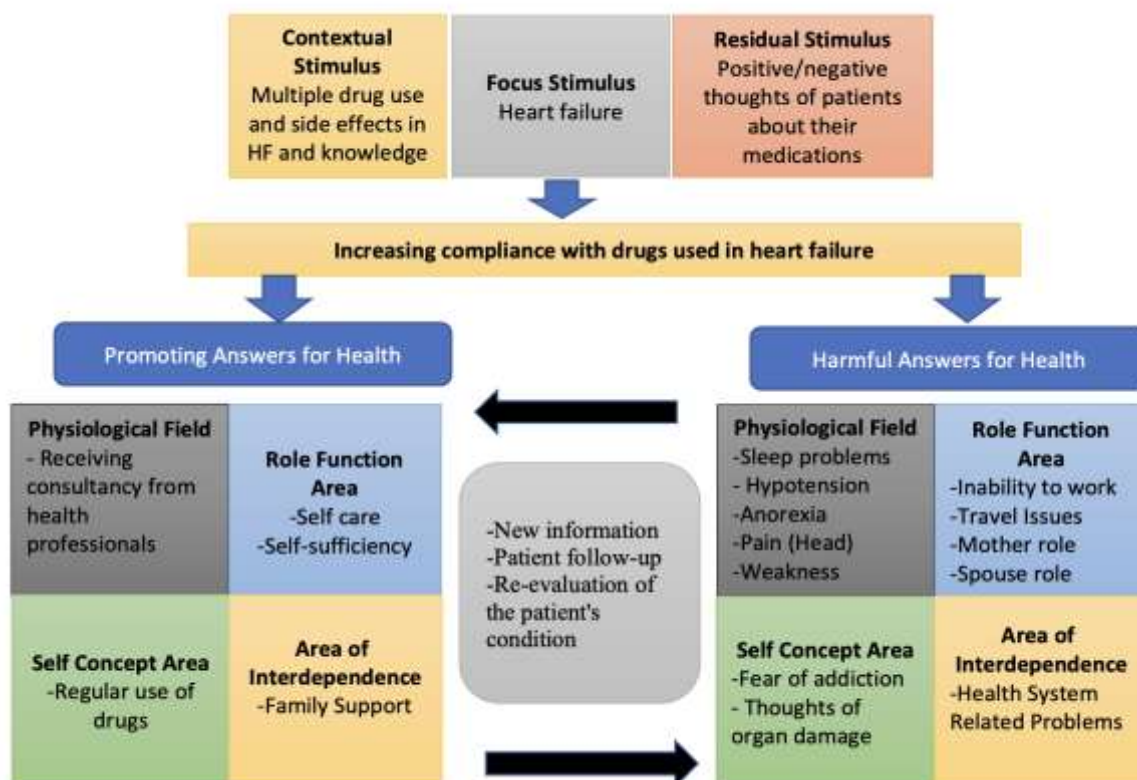 Contextual
Stimulus
Multiple drug use
and side effects in
HF and knowledge
Focus Stimulus
Heart failure
Residual Stimulus
Positive/negative
thoughts of patients
about their
medications
Increasing compliance with drugs used in heart failure
Promoting Answers for Health
Physiological Field
- Receiving
consultancy from
health
professionals
Role Function
Area
-Self care
-Self-sufficiency
Self Concept Area
-Regular use of
drugs
Area of
Interdependence
-Family Support
-New information
-Patient follow-up
-Re-evaluation of
the patient's
condition
Harmful Answers for Health
Physiological Field
-Sleep problems
- Hypotension
-Anorexia
-Pain (Head)
-Weakness
Role Function
Area
-Inability to work
-Travel Issues
-Mother role
-Spouse role
Self Concept Area
-Fear of addiction
- Thoughts of
organ damage
Area of
Interdependence
-Health System
Related Problems